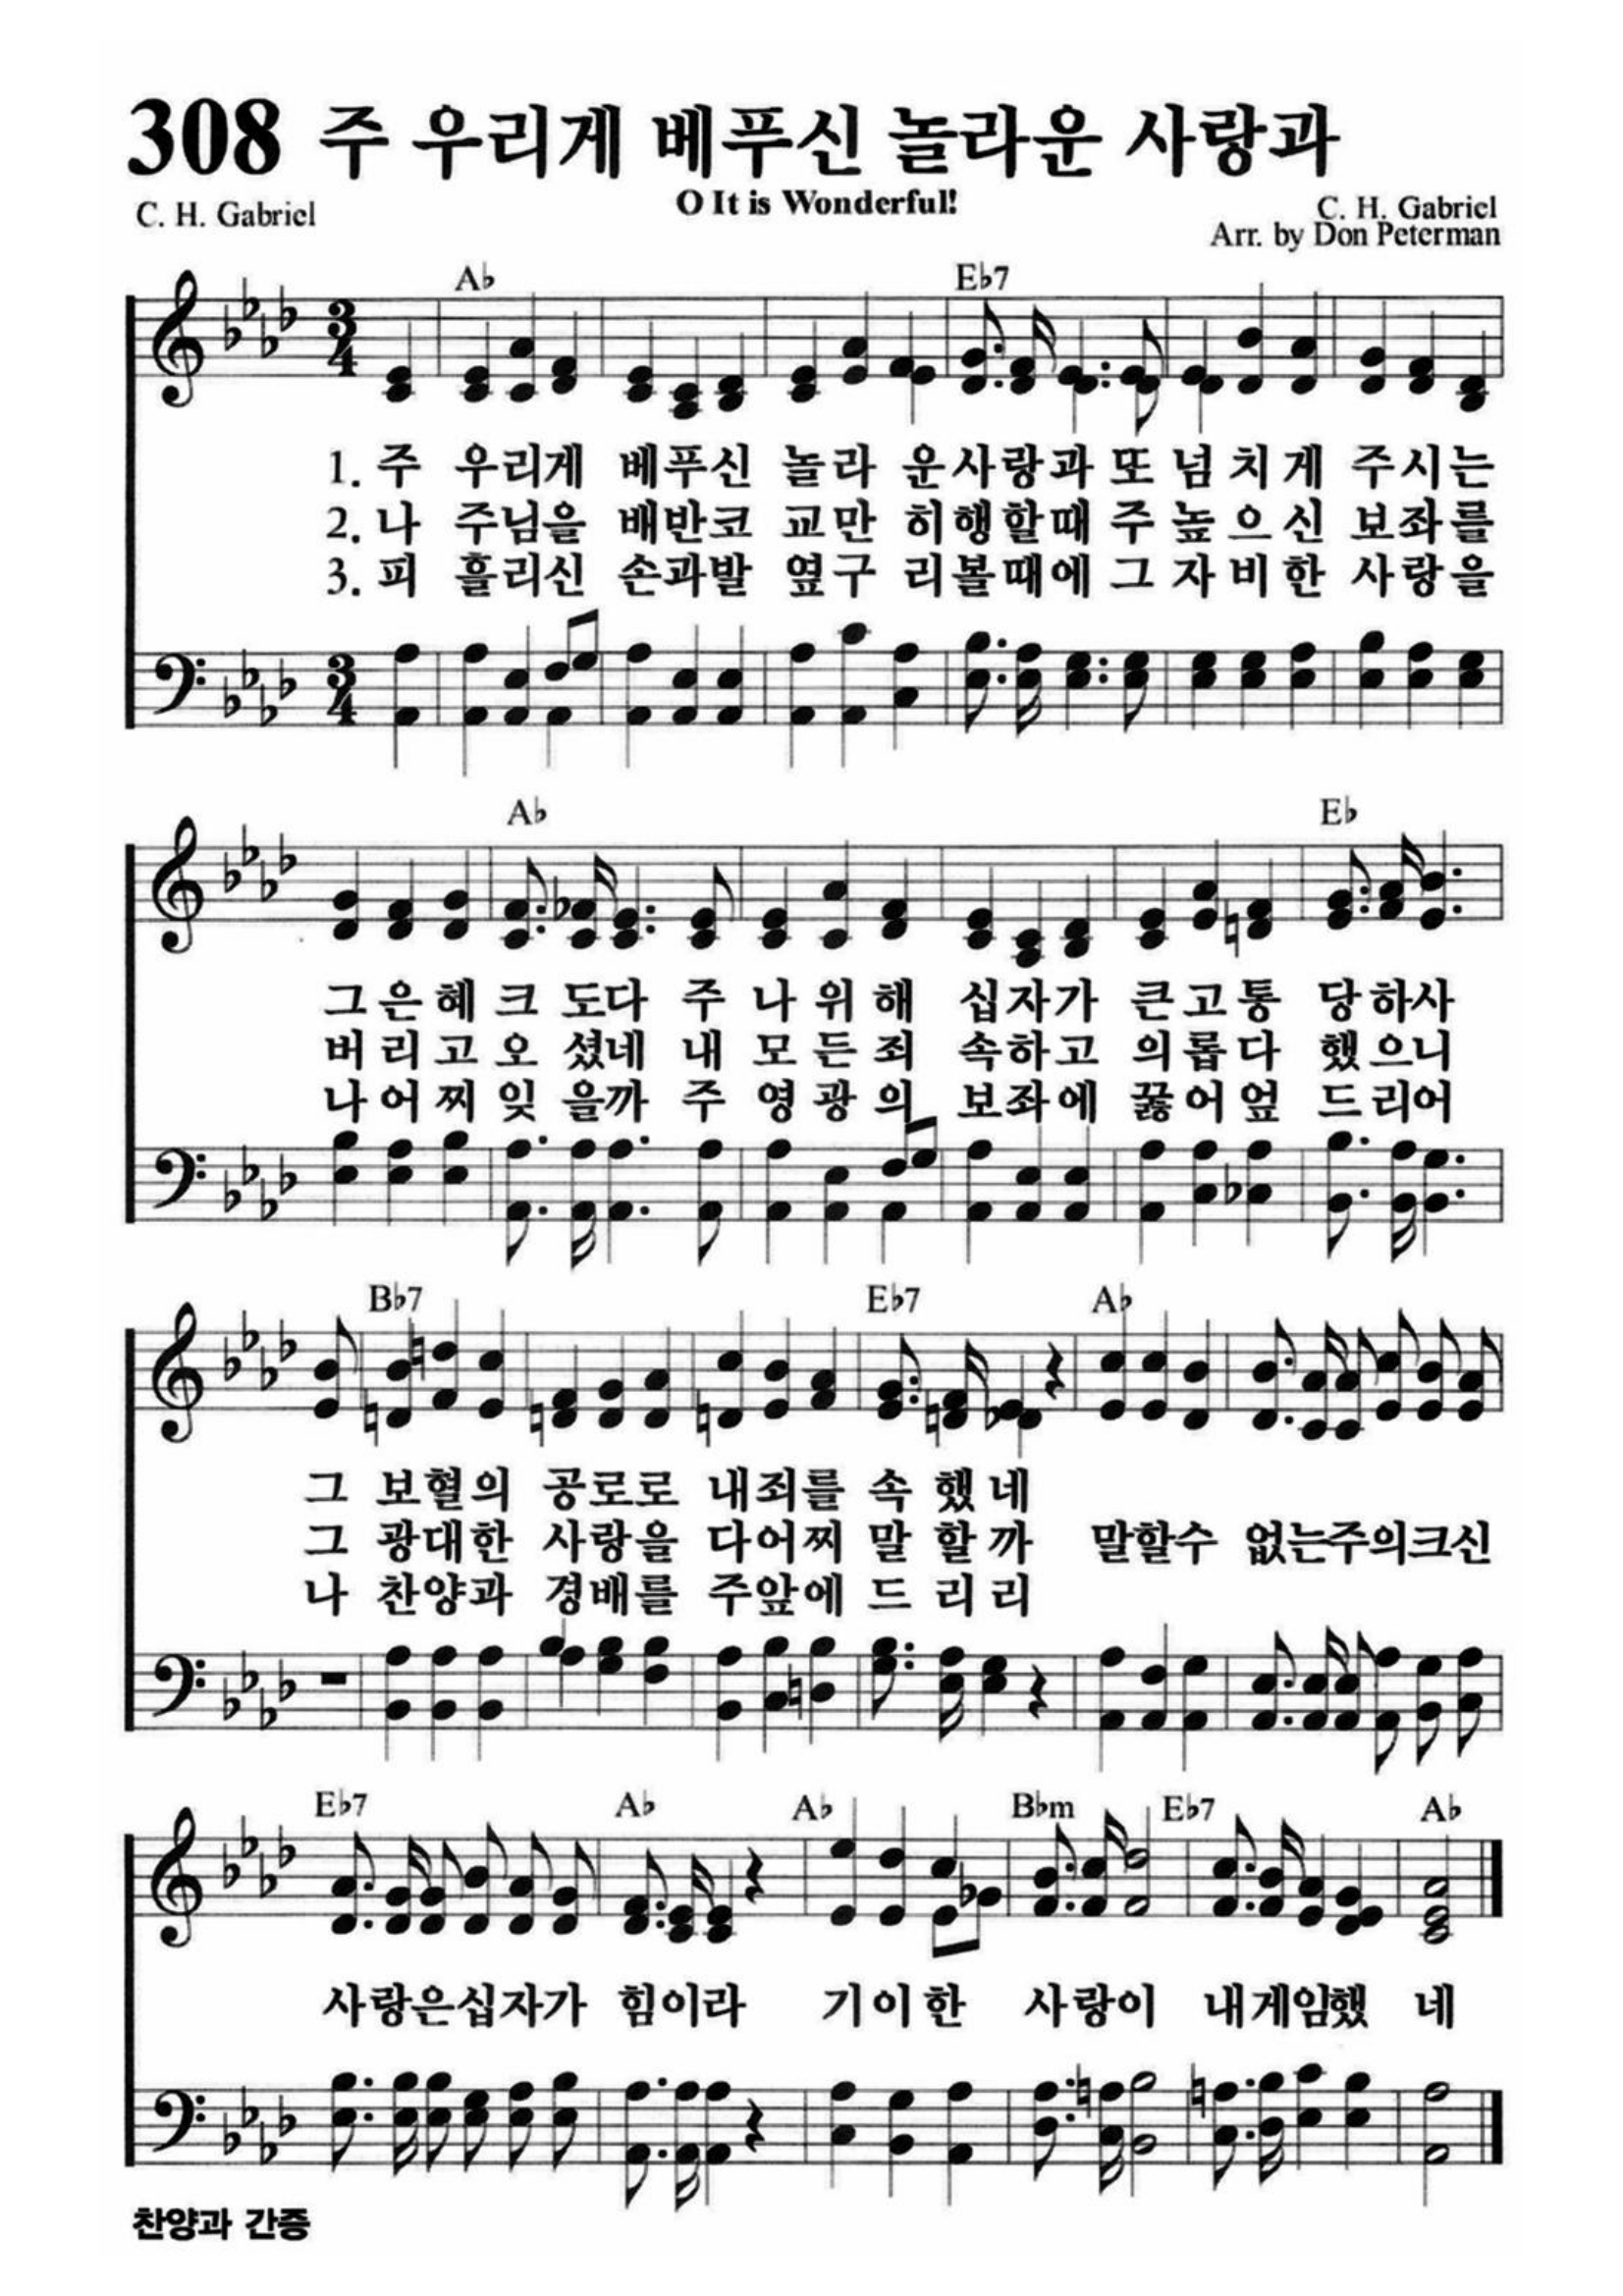 308 주 우리게 베푸신 놀라운 사랑과
O It is Wonderful!
C. H. Gabriel
C. H. Gabriel
Arr. by Don Peterman
A♭ E♭7
3/4
1. 주 우리게 베푸신 놀라 운사랑과 또 넘치게 주시는
2. 나 주님을 배반코 교만 히행할때 주 높으신 보좌를
3. 피 흘리신 손과발 옆구 리볼때에 그 자비한 사랑을
3/4
A♭ E♭
그은혜 크 도다 주 나위해 십자가 큰고통 당하사
버리고 오 셨네 내 모든죄 속하고 의롭다 했으니
나어찌 잊 을까 주 영광의 보좌에 꿇어엎 드리어
B♭7 E♭7 A♭
그 보혈의 공로로 내죄를 속 했네
그 광대한 사랑을 다어찌 말 할까 말할수 없는주의크신
나 찬양과 경배를 주앞에 드 리리
E♭7 A♭ A♭ B♭m E♭7 A♭
사랑은십자가 힘이라 기이한 사랑이 내게임했 네
찬양과 간증